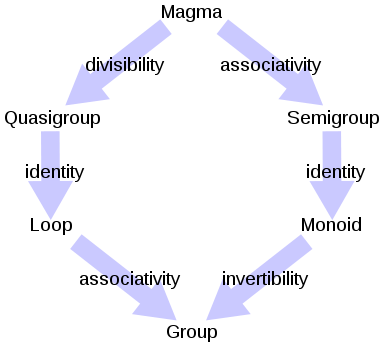 Magma
divisibility
associativity
Quasigroup
Semigroup
identity
identity
Loop
Monoid
associativity
invertibility
Group